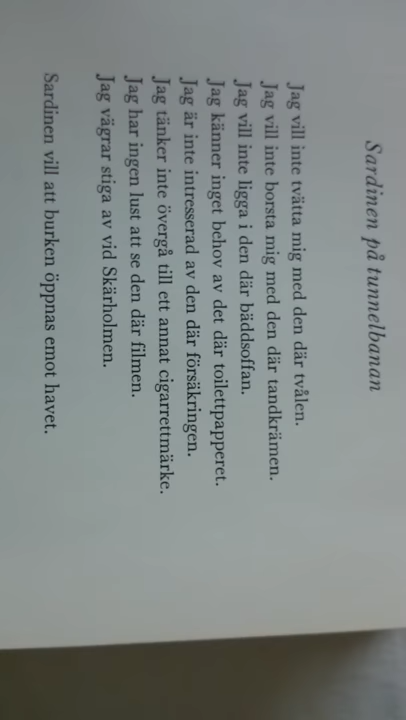 Sardinen på tunnelbanan
Jag vill inte tvätta mig med den där tvålen.
Jag vill inte borsta mig med den där tandkrämen.
Jag vill inte ligga i den där bäddsoffan.
Jag känner inget behov av det där toilettpapperet.
Jag är inte intresserad av den där försäkringen.
Jag tänker inte övergå till ett annat cigarrettmärke.
Jag har ingen lust att se den där filmen.
Jag vägrar stiga av vid Skärholmen.
Sardinen vill att burken öppnas emot havet.